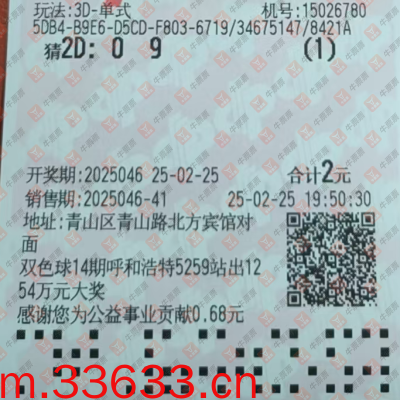 玩法:3D-单式 机号:15026780
5DB4-B9E6-D5CD-F803-6719/34675147/8421A
猜2D: 0 9 (1)
开奖期:2025046 25-02-25 合计2元
销售期:2025046-41 25-02-25 19:50:30
地址:青山区青山路北方宾馆对
面
双色球14期呼和浩特5259站出12
54万元大奖
感谢您为公益事业贡献0.68元
m.33633.cn